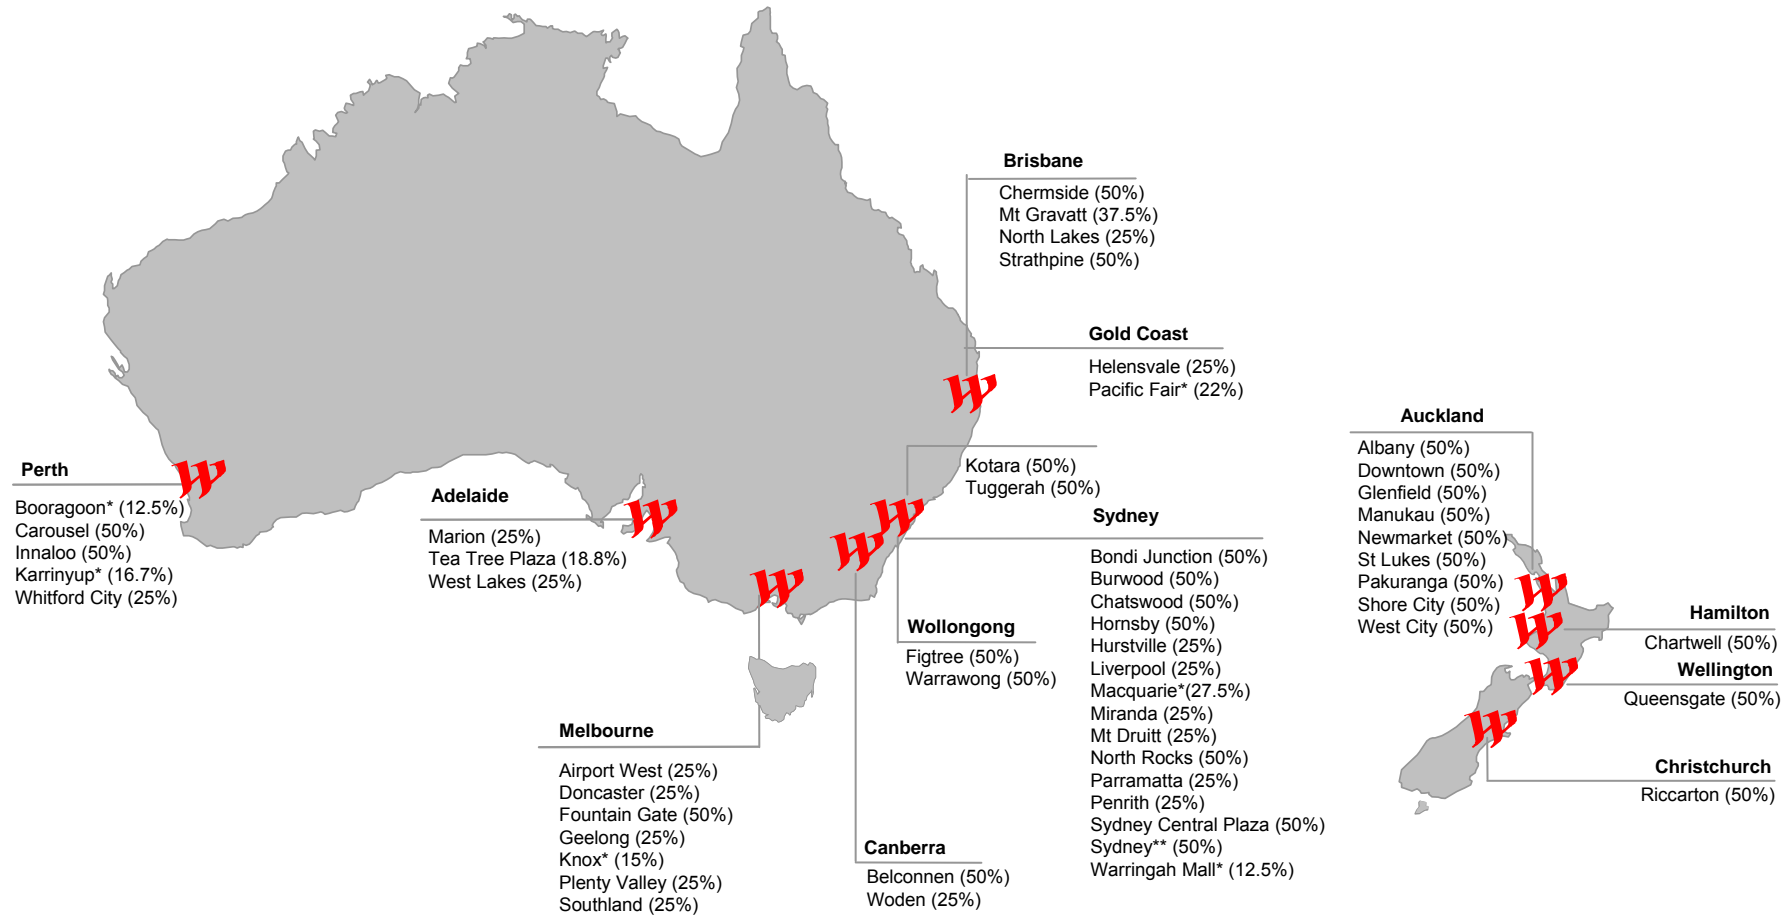 Brisbane
Chermside (50%)
Mt Gravatt (37.5%)
North Lakes (25%)
Strathpine (50%)
Gold Coast
Helensvale (25%)
Pacific Fair* (22%)
Kotara (50%)
Tuggerah (50%)
Sydney
Bondi Junction (50%)
Burwood (50%)
Chatswood (50%)
Hornsby (50%)
Hurstville (25%)
Liverpool (25%)
Macquarie*(27.5%)
Miranda (25%)
Mt Druitt (25%)
North Rocks (50%)
Parramatta (25%)
Penrith (25%)
Sydney Central Plaza (50%)
Sydney** (50%)
Warringah Mall* (12.5%)
Perth
Booragoon* (12.5%)
Carousel (50%)
Innaloo (50%)
Karrinyup* (16.7%)
Whitford City (25%)
Adelaide
Marion (25%)
Tea Tree Plaza (18.8%)
West Lakes (25%)
Wollongong
Figtree (50%)
Warrawong (50%)
Melbourne
Airport West (25%)
Doncaster (25%)
Fountain Gate (50%)
Geelong (25%)
Knox* (15%)
Plenty Valley (25%)
Southland (25%)
Canberra
Belconnen (50%)
Woden (25%)
Auckland
Albany (50%)
Downtown (50%)
Glenfield (50%)
Manukau (50%)
Newmarket (50%)
St Lukes (50%)
Pakuranga (50%)
Shore City (50%)
West City (50%)
Hamilton
Chartwell (50%)
Wellington
Queensgate (50%)
Christchurch
Riccarton (50%)